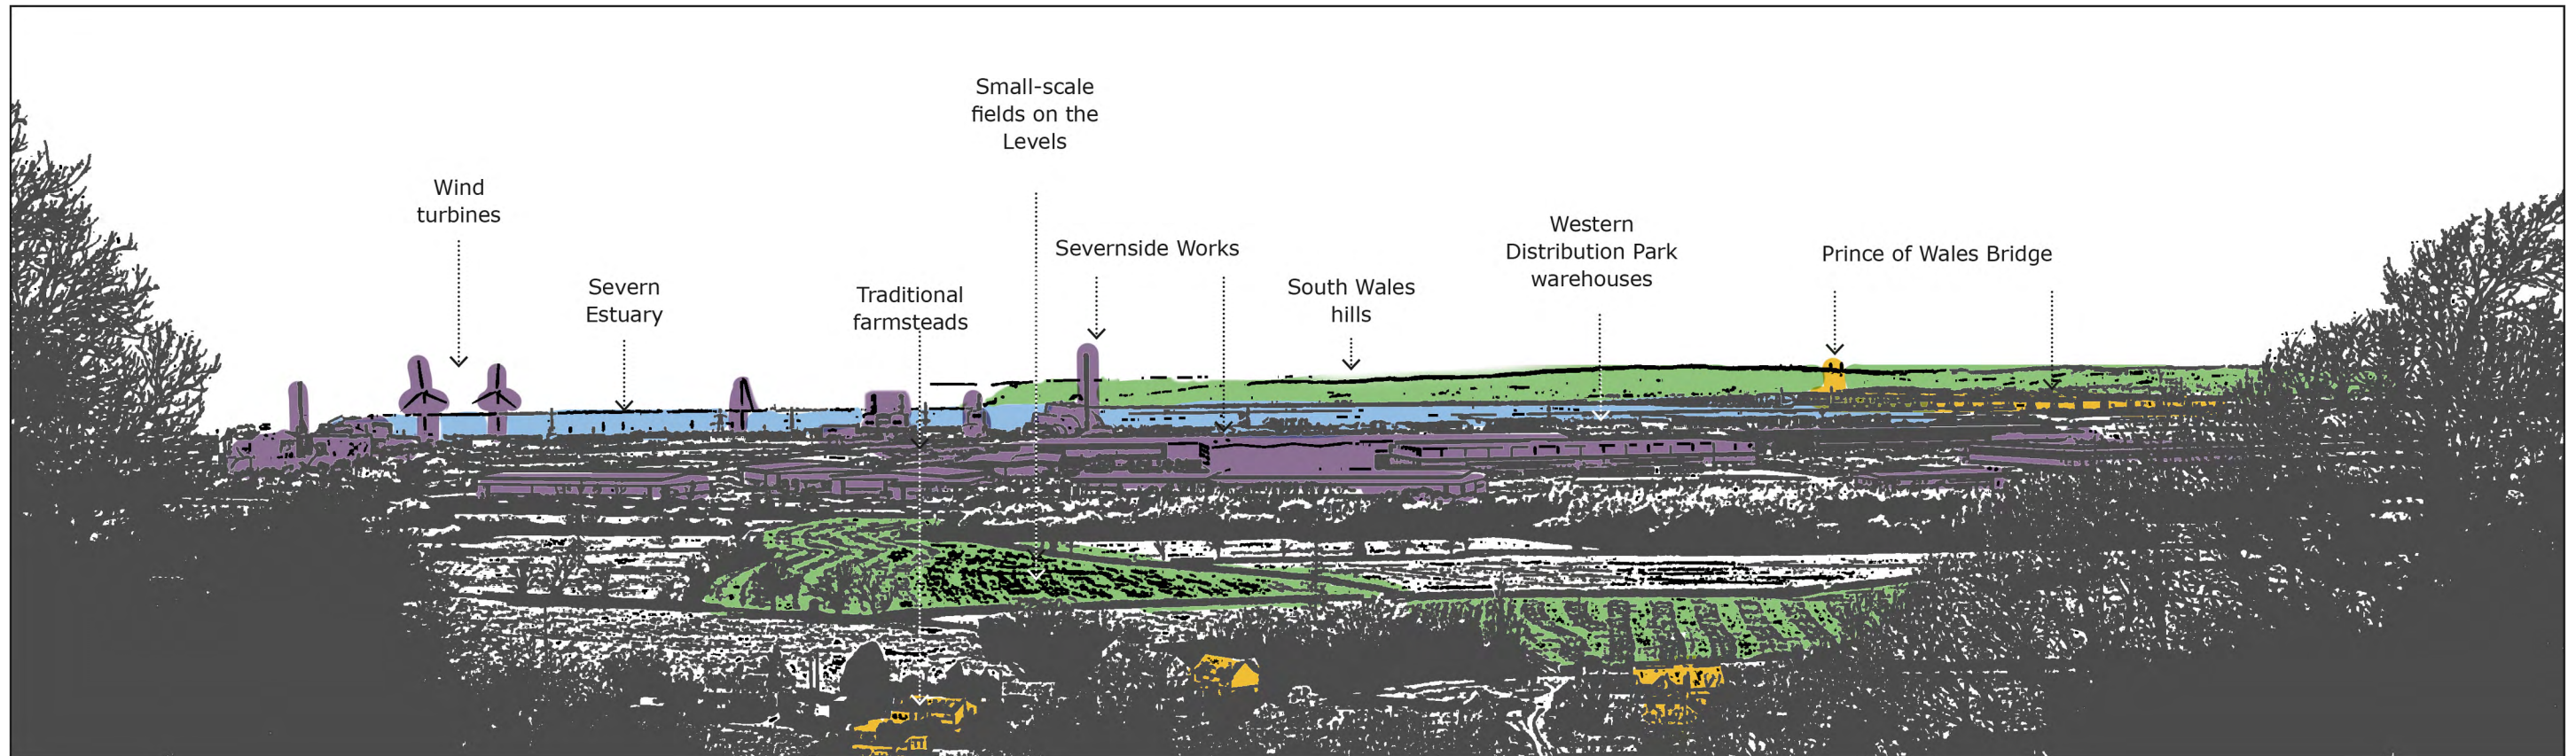 Small-scale
fields on the
Levels
Wind
turbines
Severn
Estuary
Traditional
farmsteads
Severnside Works
South Wales
hills
Western
Distribution Park
warehouses
Prince of Wales Bridge